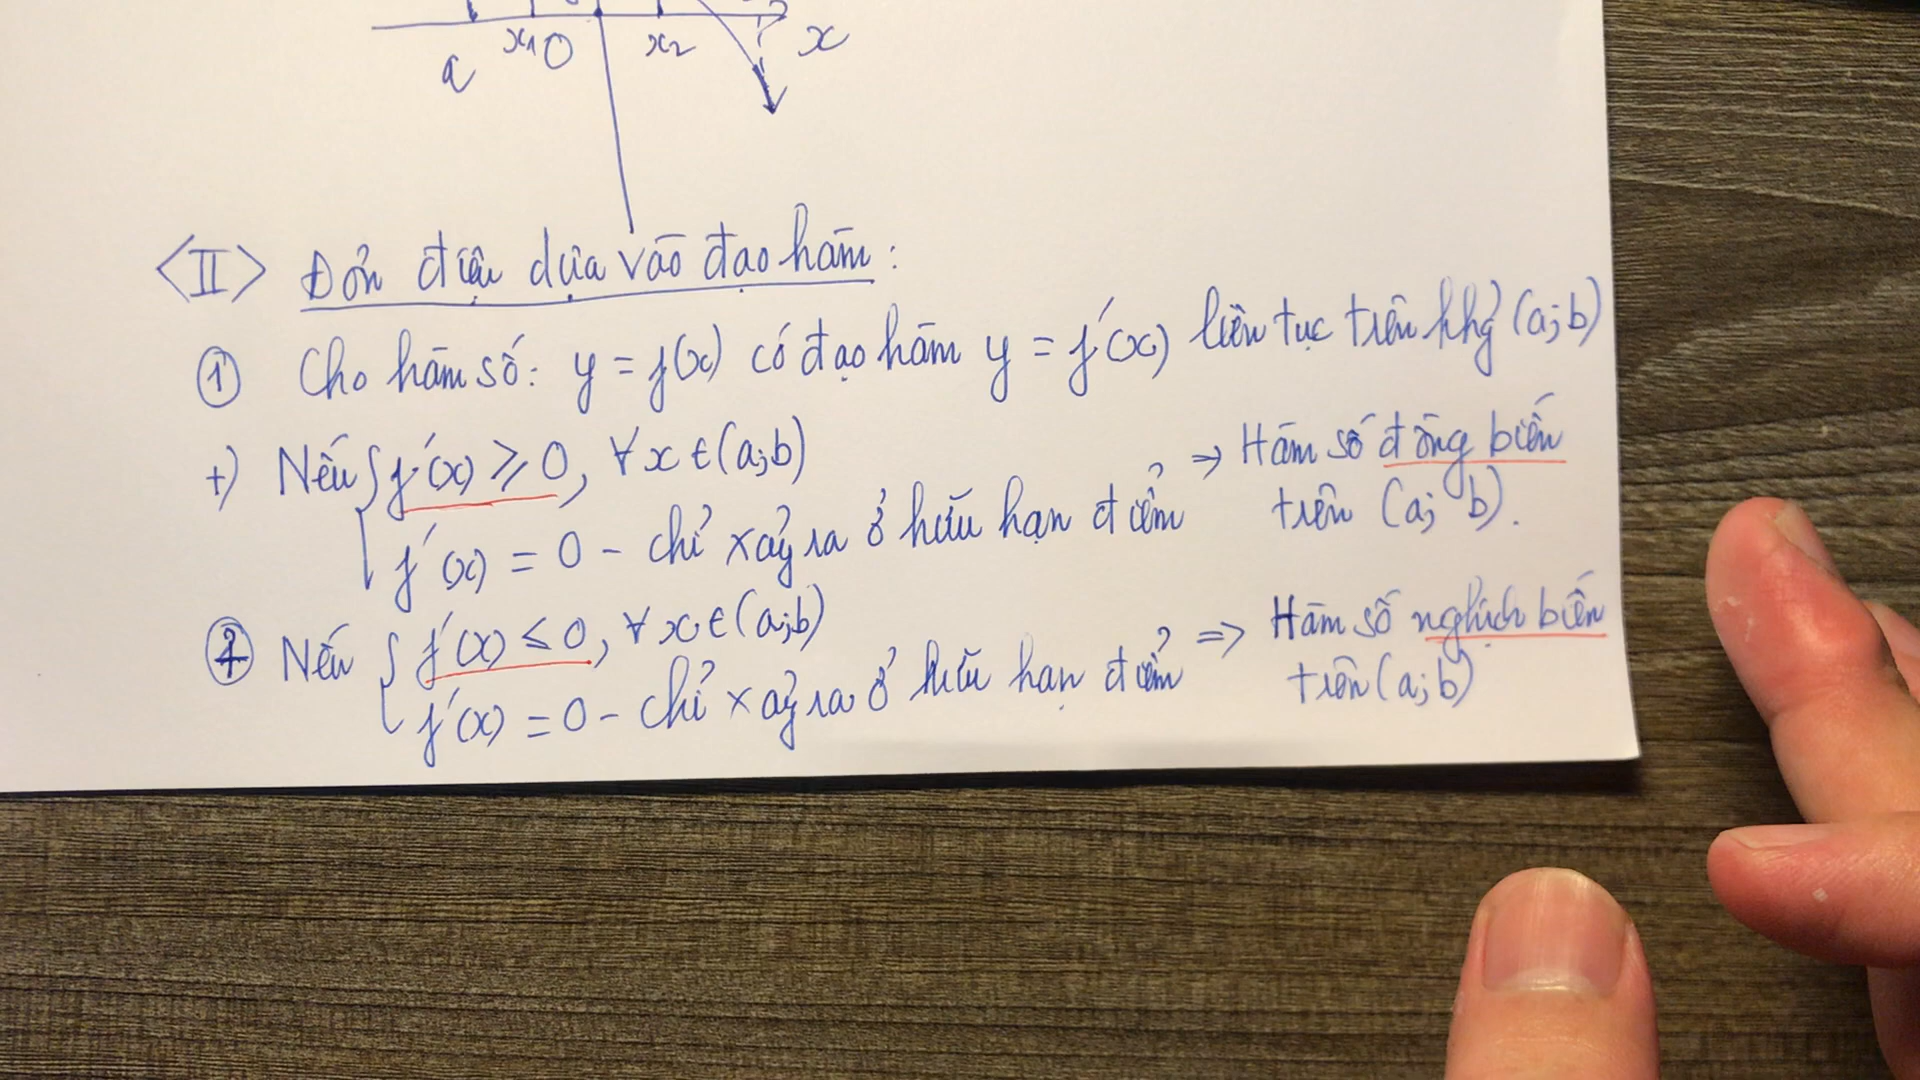 a x1 O x2 x
<II> Đơn điệu dựa vào đạo hàm:
① Cho hàm số: y = f(x) có đạo hàm y = f'(x) liên tục trên khg (a;b)
+) Nếu { f'(x) ⩾ 0, ∀x ∈ (a;b) ⇒ Hàm số đồng biến
f'(x) = 0 - chỉ xảy ra ở hữu hạn điểm trên (a; b).
② Nếu { f'(x) ≤ 0, ∀x ∈ (a;b) ⇒ Hàm số nghịch biến
f'(x) = 0 - chỉ xảy ra ở hữu hạn điểm trên (a;b)